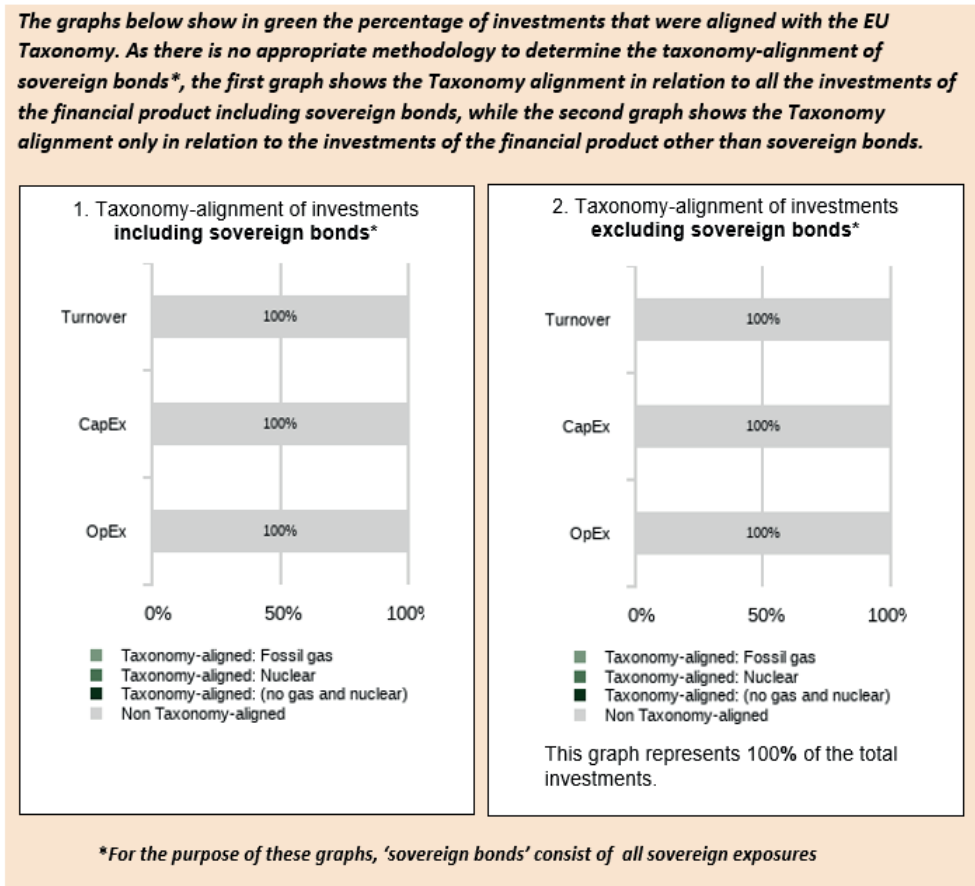 The graphs below show in green the percentage of investments that were aligned with the EU
Taxonomy. As there is no appropriate methodology to determine the taxonomy-alignment of
sovereign bonds*, the first graph shows the Taxonomy alignment in relation to all the investments of
the financial product including sovereign bonds, while the second graph shows the Taxonomy
alignment only in relation to the investments of the financial product other than sovereign bonds.
1. Taxonomy-alignment of investments
including sovereign bonds*
Turnover
100%
CapEx
100%
OpEx
100%
0% 50% 100%
Taxonomy-aligned: Fossil gas
Taxonomy-aligned: Nuclear
Taxonomy-aligned: (no gas and nuclear)
Non Taxonomy-aligned
2. Taxonomy-alignment of investments
excluding sovereign bonds*
Turnover
100%
CapEx
100%
OpEx
100%
0% 50% 100%
Taxonomy-aligned: Fossil gas
Taxonomy-aligned: Nuclear
Taxonomy-aligned: (no gas and nuclear)
Non Taxonomy-aligned
This graph represents 100% of the total
investments.
*For the purpose of these graphs, ‘sovereign bonds’ consist of all sovereign exposures